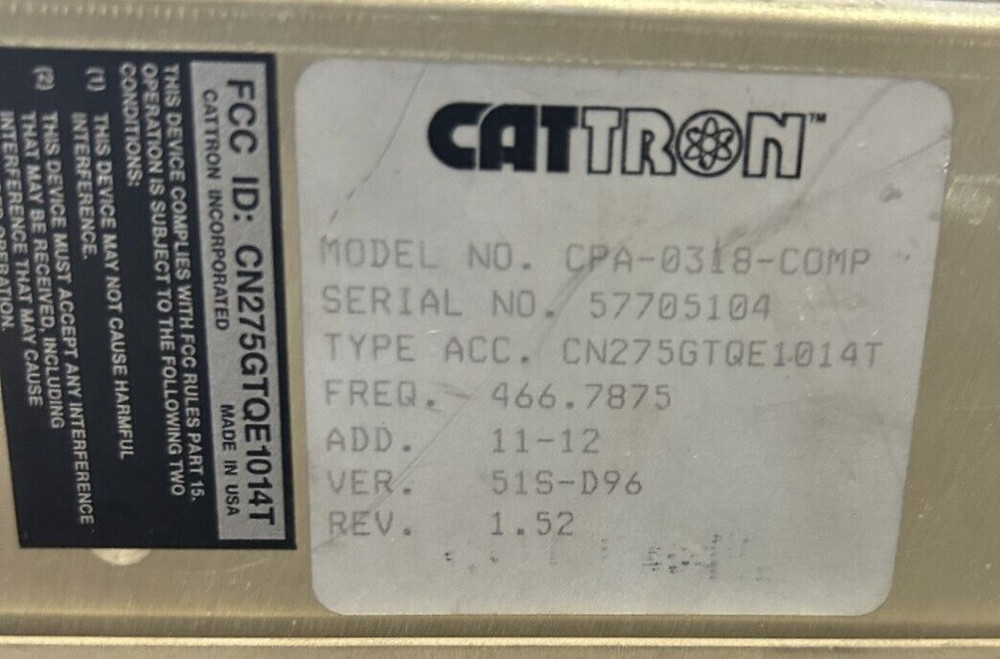 CATTRON™
MODEL NO. CPA-0318-COMP
SERIAL NO. 57705104
TYPE ACC. CN275GTQE1014T
FREQ. 466.7875
ADD. 11-12
VER. 51S-D96
REV. 1.52
FCC ID: CN275GTQE1014T
CATTRON INCORPORATED MADE IN USA
THIS DEVICE COMPLIES WITH FCC RULES PART 15.
OPERATION IS SUBJECT TO THE FOLLOWING TWO
CONDITIONS:
(1) THIS DEVICE MAY NOT CAUSE HARMFUL
INTERFERENCE.
(2) THIS DEVICE MUST ACCEPT ANY INTERFERENCE
THAT MAY BE RECEIVED, INCLUDING
INTERFERENCE THAT MAY CAUSE
OPERATION.